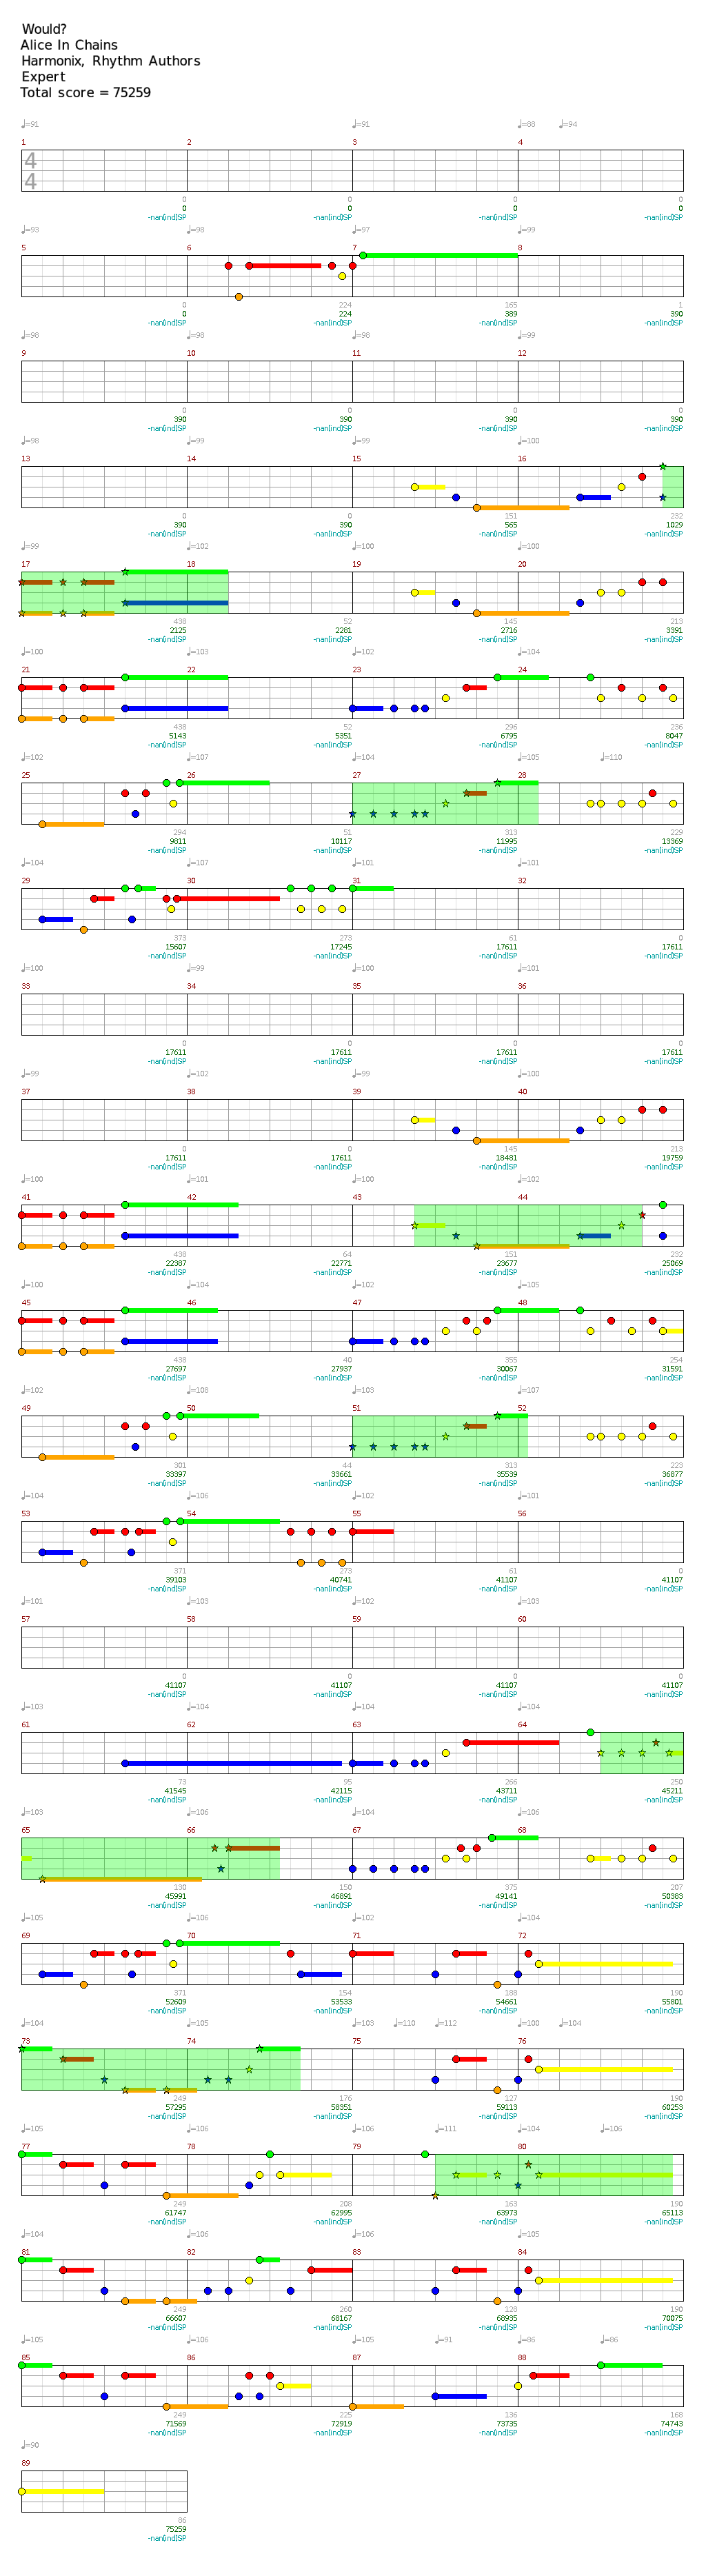 Would?
Alice In Chains
Harmonix, Rhythm Authors
Expert
Total score = 75259
♩=91 ♩=91 ♩=88 ♩=94
1 2 3 4
4
4
0 0 0 0
0 0 0 0
-nan(ind)SP -nan(ind)SP -nan(ind)SP -nan(ind)SP
♩=93 ♩=98 ♩=97 ♩=99
5 6 7 8
0 224 165 1
0 224 389 390
-nan(ind)SP -nan(ind)SP -nan(ind)SP -nan(ind)SP
♩=98 ♩=98 ♩=98 ♩=99
9 10 11 12
0 0 0 0
390 390 390 390
-nan(ind)SP -nan(ind)SP -nan(ind)SP -nan(ind)SP
♩=98 ♩=99 ♩=99 ♩=100
13 14 15 16
0 0 151 232
390 390 565 1029
-nan(ind)SP -nan(ind)SP -nan(ind)SP -nan(ind)SP
♩=99 ♩=102 ♩=100 ♩=100
17 18 19 20
438 52 145 213
2125 2281 2716 3391
-nan(ind)SP -nan(ind)SP -nan(ind)SP -nan(ind)SP
♩=100 ♩=103 ♩=102 ♩=104
21 22 23 24
438 52 296 236
5143 5351 6795 8047
-nan(ind)SP -nan(ind)SP -nan(ind)SP -nan(ind)SP
♩=102 ♩=107 ♩=104 ♩=105 ♩=110
25 26 27 28
294 51 313 229
9811 10117 11995 13369
-nan(ind)SP -nan(ind)SP -nan(ind)SP -nan(ind)SP
♩=104 ♩=107 ♩=101 ♩=101
29 30 31 32
373 273 61 0
15607 17245 17611 17611
-nan(ind)SP -nan(ind)SP -nan(ind)SP -nan(ind)SP
♩=100 ♩=99 ♩=100 ♩=101
33 34 35 36
0 0 0 0
17611 17611 17611 17611
-nan(ind)SP -nan(ind)SP -nan(ind)SP -nan(ind)SP
♩=99 ♩=102 ♩=99 ♩=100
37 38 39 40
0 0 145 213
17611 17611 18481 19759
-nan(ind)SP -nan(ind)SP -nan(ind)SP -nan(ind)SP
♩=100 ♩=101 ♩=100 ♩=102
41 42 43 44
438 64 151 232
22387 22771 23677 25069
-nan(ind)SP -nan(ind)SP -nan(ind)SP -nan(ind)SP
♩=100 ♩=104 ♩=102 ♩=105
45 46 47 48
438 40 355 254
27697 27937 30067 31591
-nan(ind)SP -nan(ind)SP -nan(ind)SP -nan(ind)SP
♩=102 ♩=108 ♩=103 ♩=107
49 50 51 52
301 44 313 223
33397 33661 35539 36877
-nan(ind)SP -nan(ind)SP -nan(ind)SP -nan(ind)SP
♩=104 ♩=106 ♩=102 ♩=101
53 54 55 56
371 273 61 0
39103 40741 41107 41107
-nan(ind)SP -nan(ind)SP -nan(ind)SP -nan(ind)SP
♩=101 ♩=103 ♩=102 ♩=103
57 58 59 60
0 0 0 0
41107 41107 41107 41107
-nan(ind)SP -nan(ind)SP -nan(ind)SP -nan(ind)SP
♩=103 ♩=104 ♩=104 ♩=104
61 62 63 64
73 95 266 250
41545 42115 43711 45211
-nan(ind)SP -nan(ind)SP -nan(ind)SP -nan(ind)SP
♩=103 ♩=106 ♩=104 ♩=106
65 66 67 68
130 150 375 207
45991 46891 49141 50383
-nan(ind)SP -nan(ind)SP -nan(ind)SP -nan(ind)SP
♩=105 ♩=106 ♩=102 ♩=104
69 70 71 72
371 154 188 190
52609 53533 54661 55801
-nan(ind)SP -nan(ind)SP -nan(ind)SP -nan(ind)SP
♩=104 ♩=105 ♩=103 ♩=110 ♩=112 ♩=100 ♩=104
73 74 75 76
249 176 127 190
57295 58351 59113 60253
-nan(ind)SP -nan(ind)SP -nan(ind)SP -nan(ind)SP
♩=105 ♩=106 ♩=106 ♩=111 ♩=104 ♩=106
77 78 79 80
249 208 163 190
61747 62995 63973 65113
-nan(ind)SP -nan(ind)SP -nan(ind)SP -nan(ind)SP
♩=104 ♩=106 ♩=106 ♩=105
81 82 83 84
249 260 128 190
66607 68167 68935 70075
-nan(ind)SP -nan(ind)SP -nan(ind)SP -nan(ind)SP
♩=105 ♩=106 ♩=105 ♩=91 ♩=86 ♩=86
85 86 87 88
249 225 136 168
71569 72919 73735 74743
-nan(ind)SP -nan(ind)SP -nan(ind)SP -nan(ind)SP
♩=90
89
86
75259
-nan(ind)SP